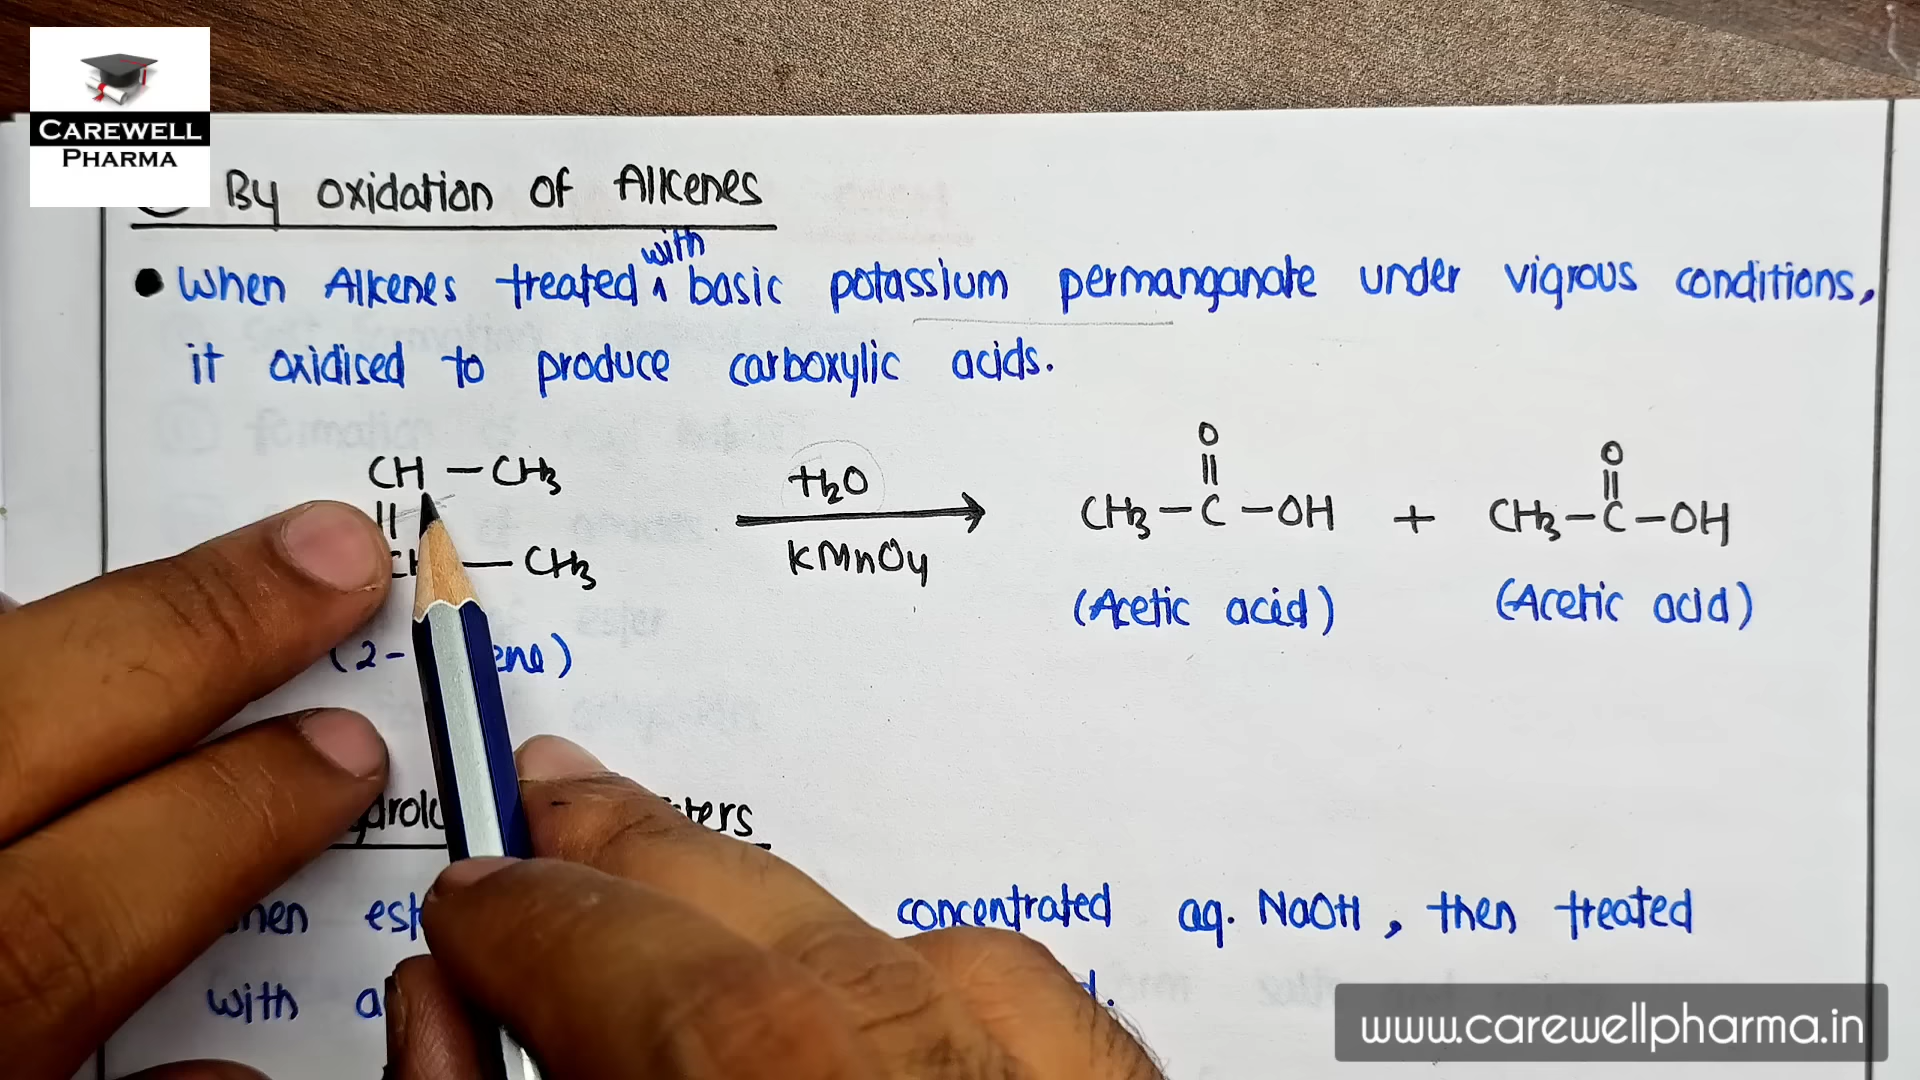 CAREWELL
PHARMA
By oxidation of Alkenes
with
When Alkenes treated ^ basic potassium permanganate under vigrous conditions,
it oxidised to produce carboxylic acids.
CH – CH3
||
CH — CH3
H2O
KMnO4
O
||
CH3 – C – OH
+
O
||
CH3 – C – OH
(Acetic acid)
(Acetic acid)
(2-
ene)
concentrated aq. NaOH, then treated
with
www.carewellpharma.in